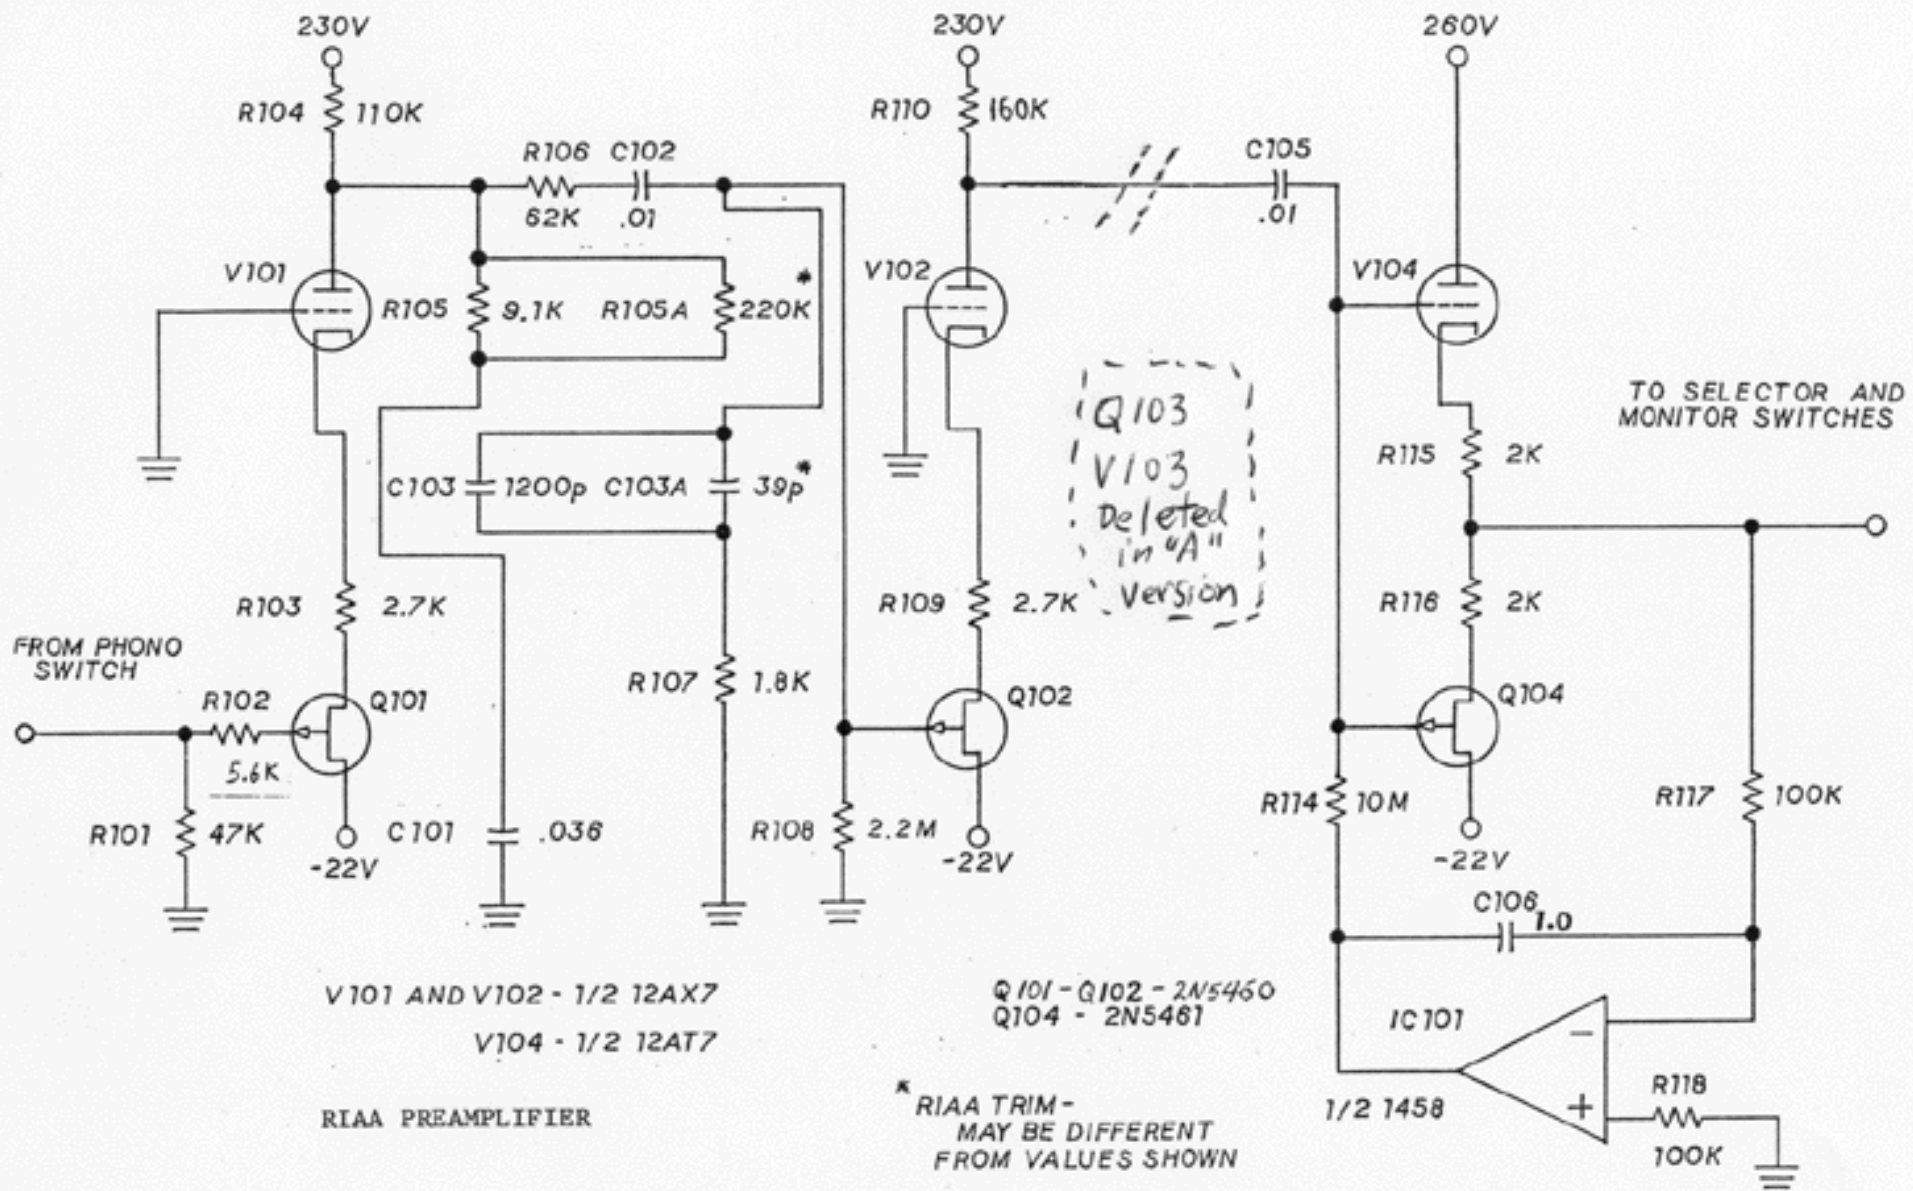 230V
230V
260V
R104 110K
R110 160K
R106 C102
62K .01
C105
.01
V101
R105 9.1K R105A 220K *
V102
V104
Q103
V103
Deleted
in "A"
version
TO SELECTOR AND
MONITOR SWITCHES
R115 2K
C103 1200p C103A 39p *
R103 2.7K
R109 2.7K
R116 2K
FROM PHONO
SWITCH
R102
5.6K
Q101
R107 1.8K
Q102
Q104
R101 47K
-22V
C101 .036
R108 2.2M
-22V
R114 10M
-22V
R117 100K
C106 1.0
V101 AND V102 - 1/2 12AX7
V104 - 1/2 12AT7
Q101-Q102-2N5460
Q104 - 2N5461
IC101
-
+
1/2 1458
R118
100K
RIAA PREAMPLIFIER
* RIAA TRIM-
MAY BE DIFFERENT
FROM VALUES SHOWN